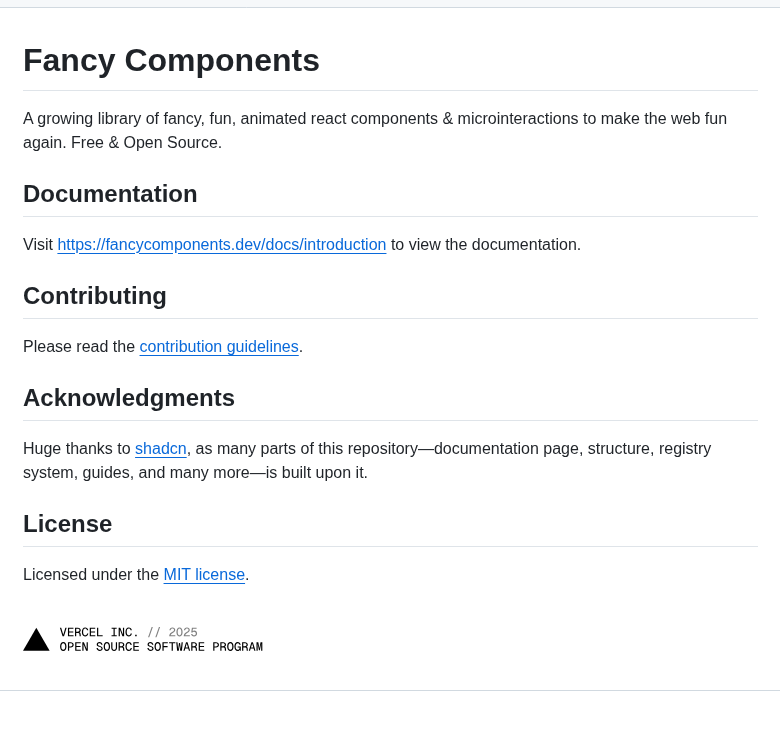 Fancy Components
A growing library of fancy, fun, animated react components & microinteractions to make the web fun
again. Free & Open Source.
Documentation
Visit https://fancycomponents.dev/docs/introduction to view the documentation.
Contributing
Please read the contribution guidelines.
Acknowledgments
Huge thanks to shadcn, as many parts of this repository—documentation page, structure, registry
system, guides, and many more—is built upon it.
License
Licensed under the MIT license.
VERCEL INC. // 2025
OPEN SOURCE SOFTWARE PROGRAM